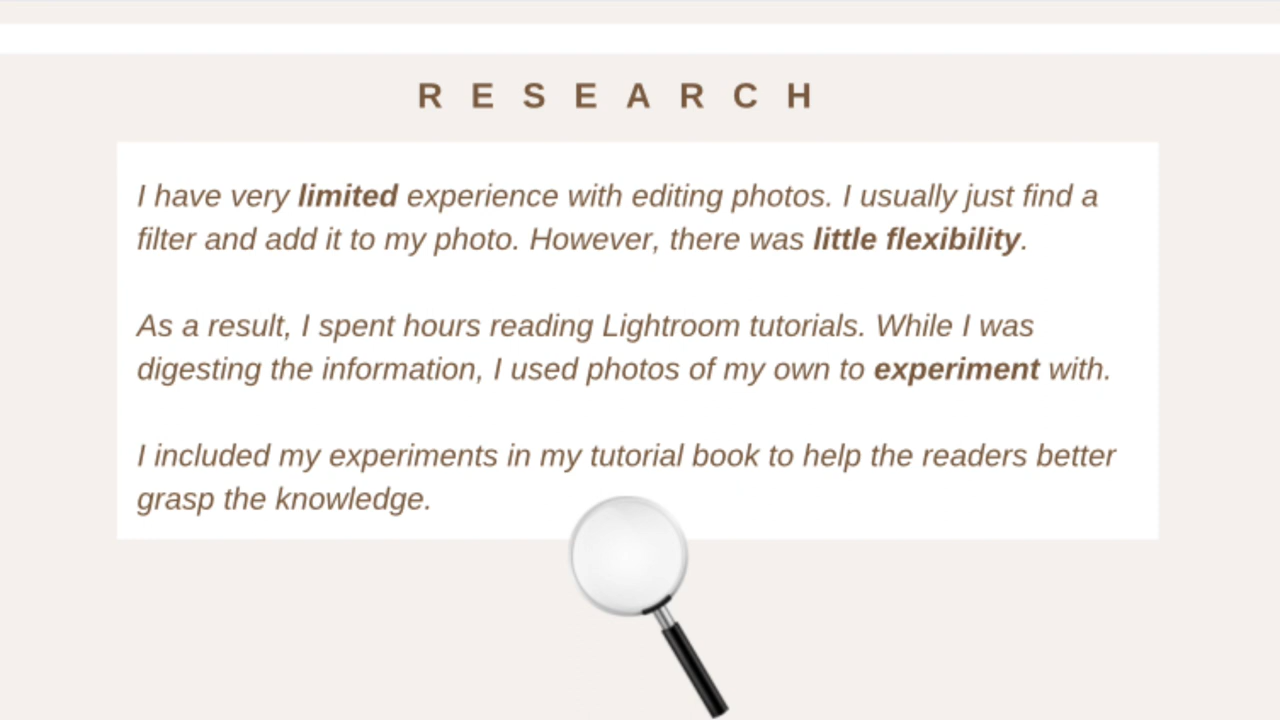 R E S E A R C H
I have very limited experience with editing photos. I usually just find a
filter and add it to my photo. However, there was little flexibility.
As a result, I spent hours reading Lightroom tutorials. While I was
digesting the information, I used photos of my own to experiment with.
I included my experiments in my tutorial book to help the readers better
grasp the knowledge.